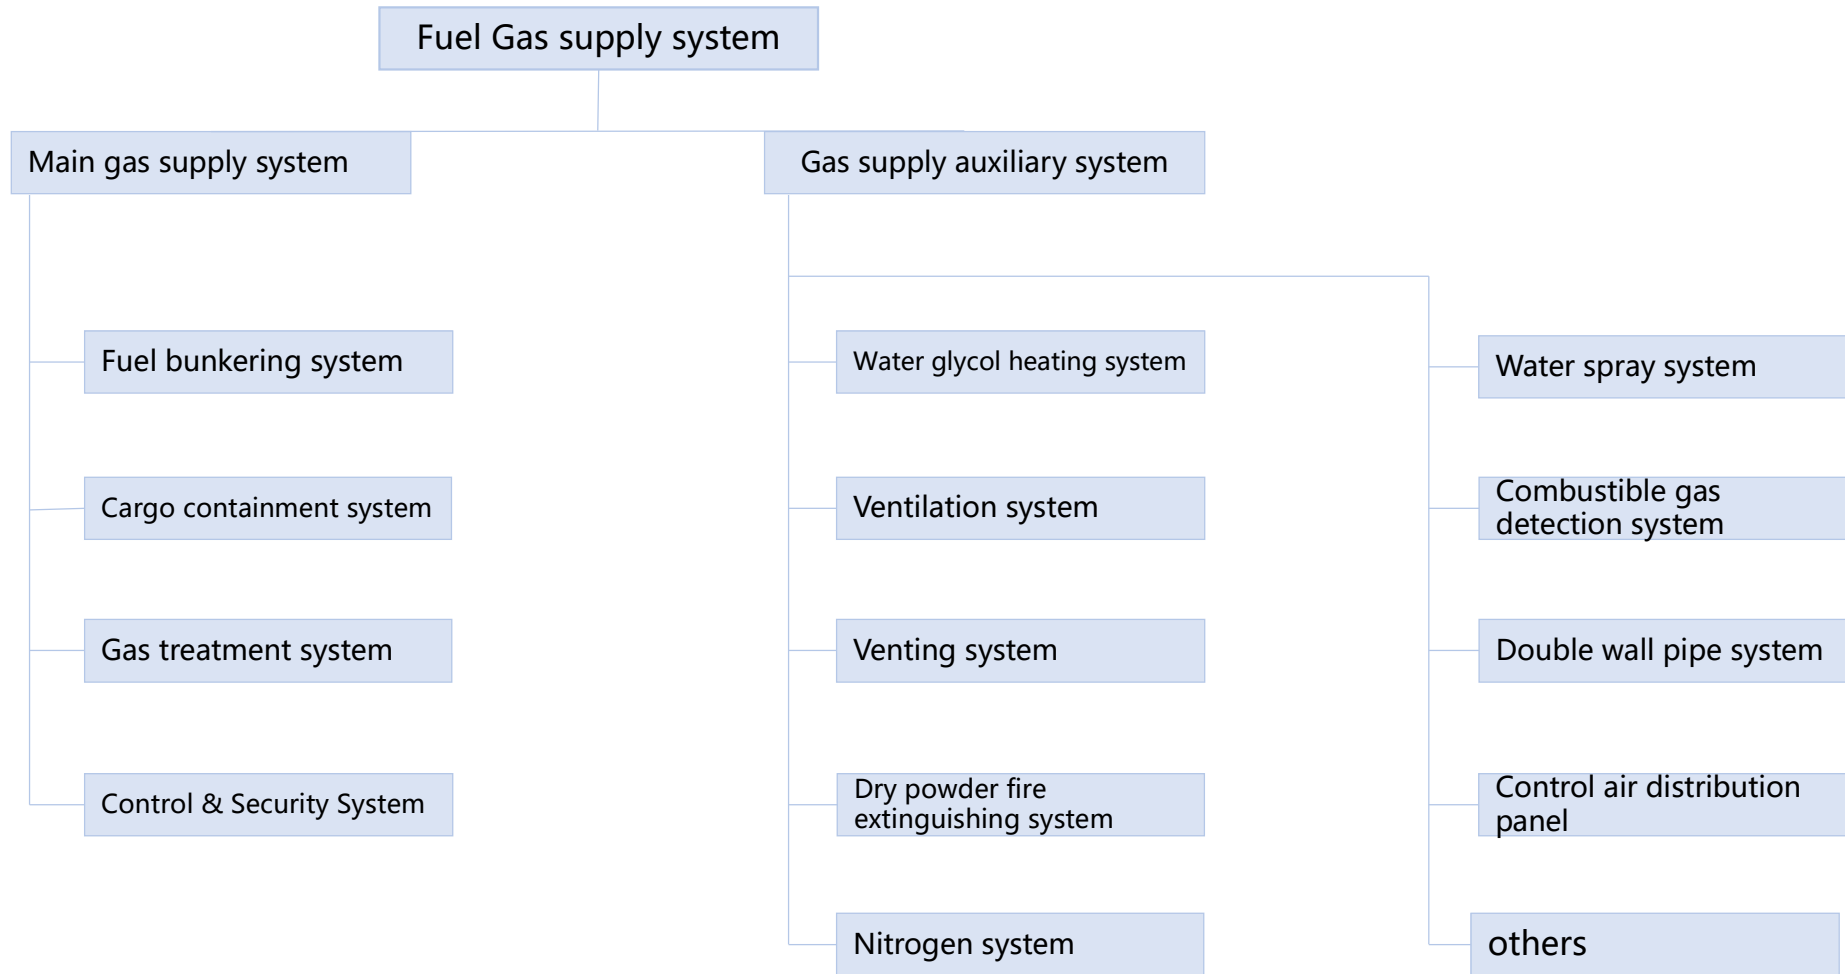 Fuel Gas supply system
Main gas supply system
Gas supply auxiliary system
Fuel bunkering system
Cargo containment system
Gas treatment system
Control & Security System
Water glycol heating system
Ventilation system
Venting system
Dry powder fire
extinguishing system
Nitrogen system
Water spray system
Combustible gas
detection system
Double wall pipe system
Control air distribution
panel
others